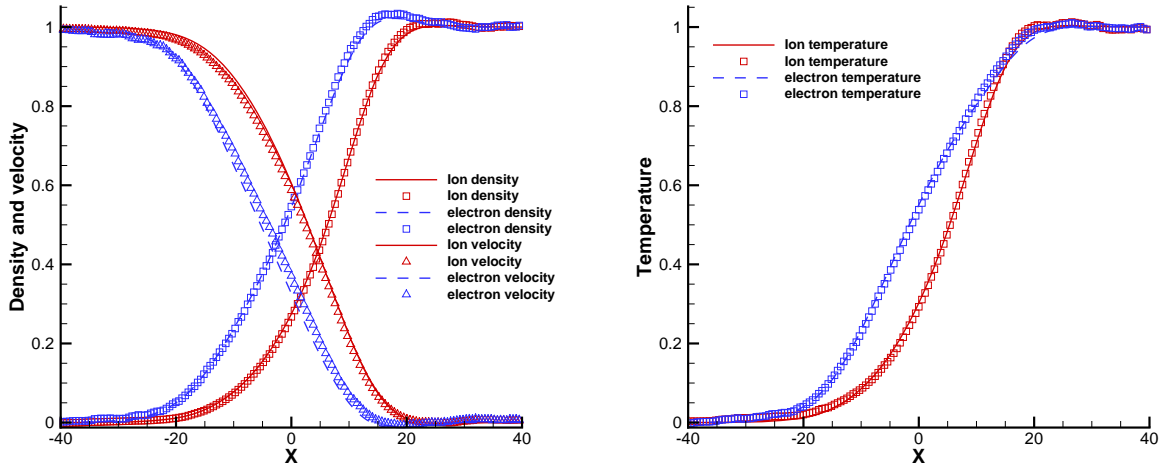 Density and velocity
1
0.8
0.6
0.4
0.2
0
-40
-20
0
20
40
X
Ion density
Ion density
electron density
electron density
Ion velocity
Ion velocity
electron velocity
electron velocity
Temperature
1
0.8
0.6
0.4
0.2
0
-40
-20
0
20
40
X
Ion temperature
Ion temperature
electron temperature
electron temperature